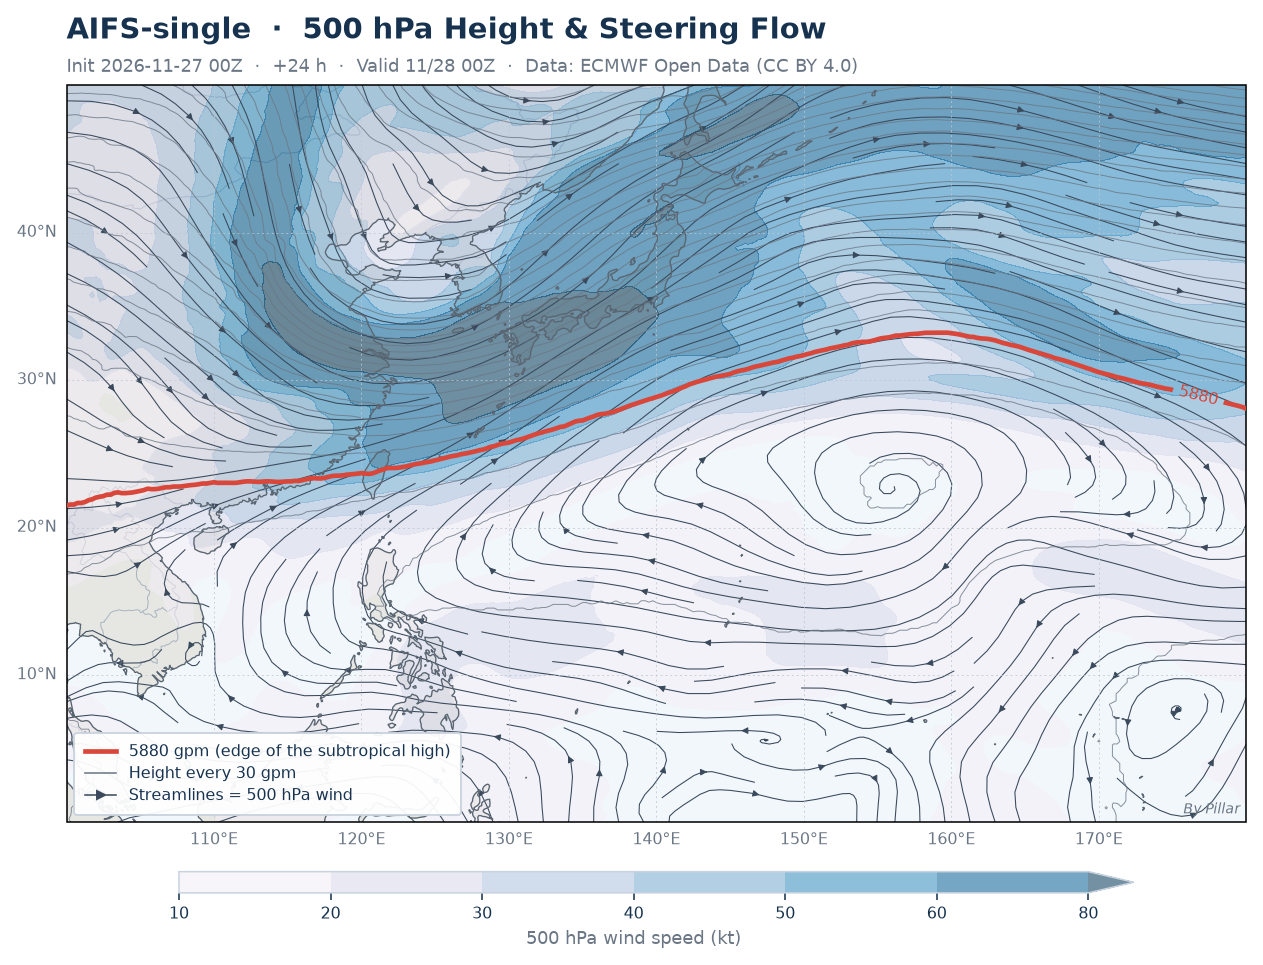 AIFS-single · 500 hPa Height & Steering Flow
Init 2026-11-27 00Z · +24 h · Valid 11/28 00Z · Data: ECMWF Open Data (CC BY 4.0)
40°N
30°N
20°N
10°N
5880
5880 gpm (edge of the subtropical high)
Height every 30 gpm
Streamlines = 500 hPa wind
By Pillar
110°E 120°E 130°E 140°E 150°E 160°E 170°E
10 20 30 40 50 60 80
500 hPa wind speed (kt)